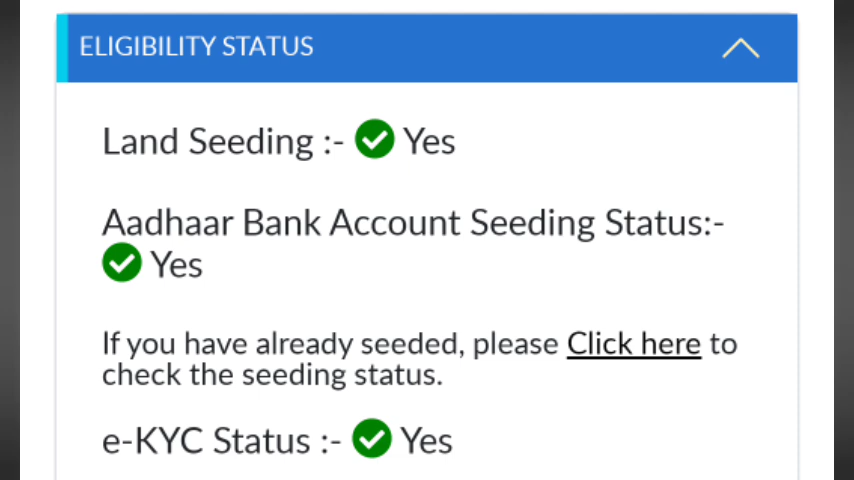 ELIGIBILITY STATUS
Land Seeding :- Yes
Aadhaar Bank Account Seeding Status:-
Yes
If you have already seeded, please Click here to
check the seeding status.
e-KYC Status :- Yes